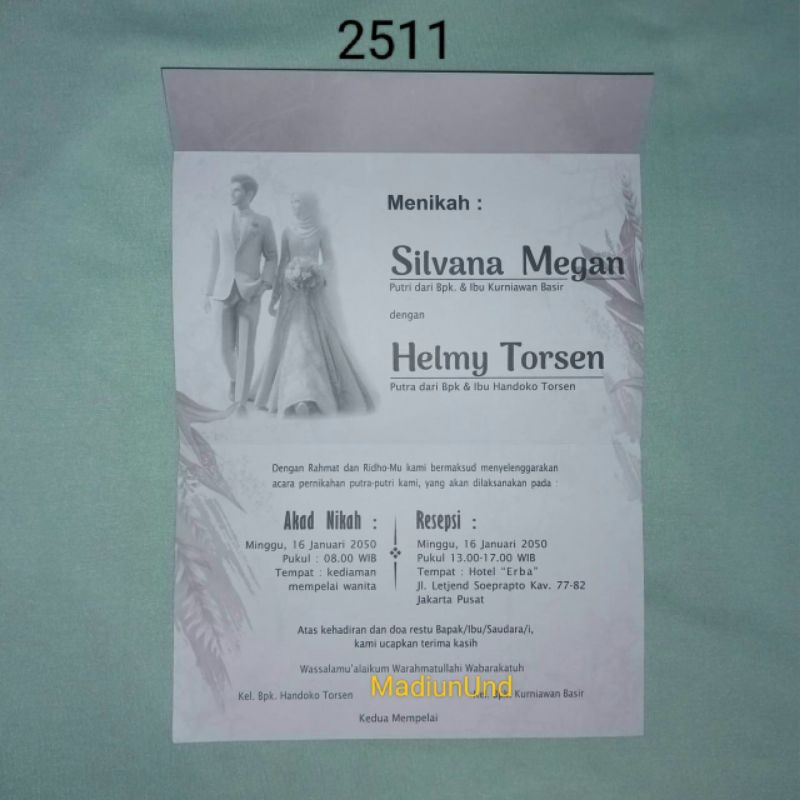 2511
Menikah :
Silvana Megan
Putri dari Bpk. & Ibu Kurniawan Basir
dengan
Helmy Torsen
Putra dari Bpk & Ibu Handoko Torsen
Dengan Rahmat dan Ridho-Mu kami bermaksud menyelenggarakan
acara pernikahan putra-putri kami, yang akan dilaksanakan pada :
Akad Nikah :
Minggu, 16 Januari 2050
Pukul : 08.00 WIB
Tempat : kediaman
mempelai wanita
Resepsi :
Minggu, 16 Januari 2050
Pukul 13.00-17.00 WIB
Tempat : Hotel "Erba"
Jl. Letjend Soeprapto Kav. 77-82
Jakarta Pusat
Atas kehadiran dan doa restu Bapak/Ibu/Saudara/i,
kami ucapkan terima kasih
Wassalamu'alaikum Warahmatullahi Wabarakatuh
Kel. Bpk. Handoko Torsen
MadiunUnd
Kel. Bpk. Kurniawan Basir
Kedua Mempelai